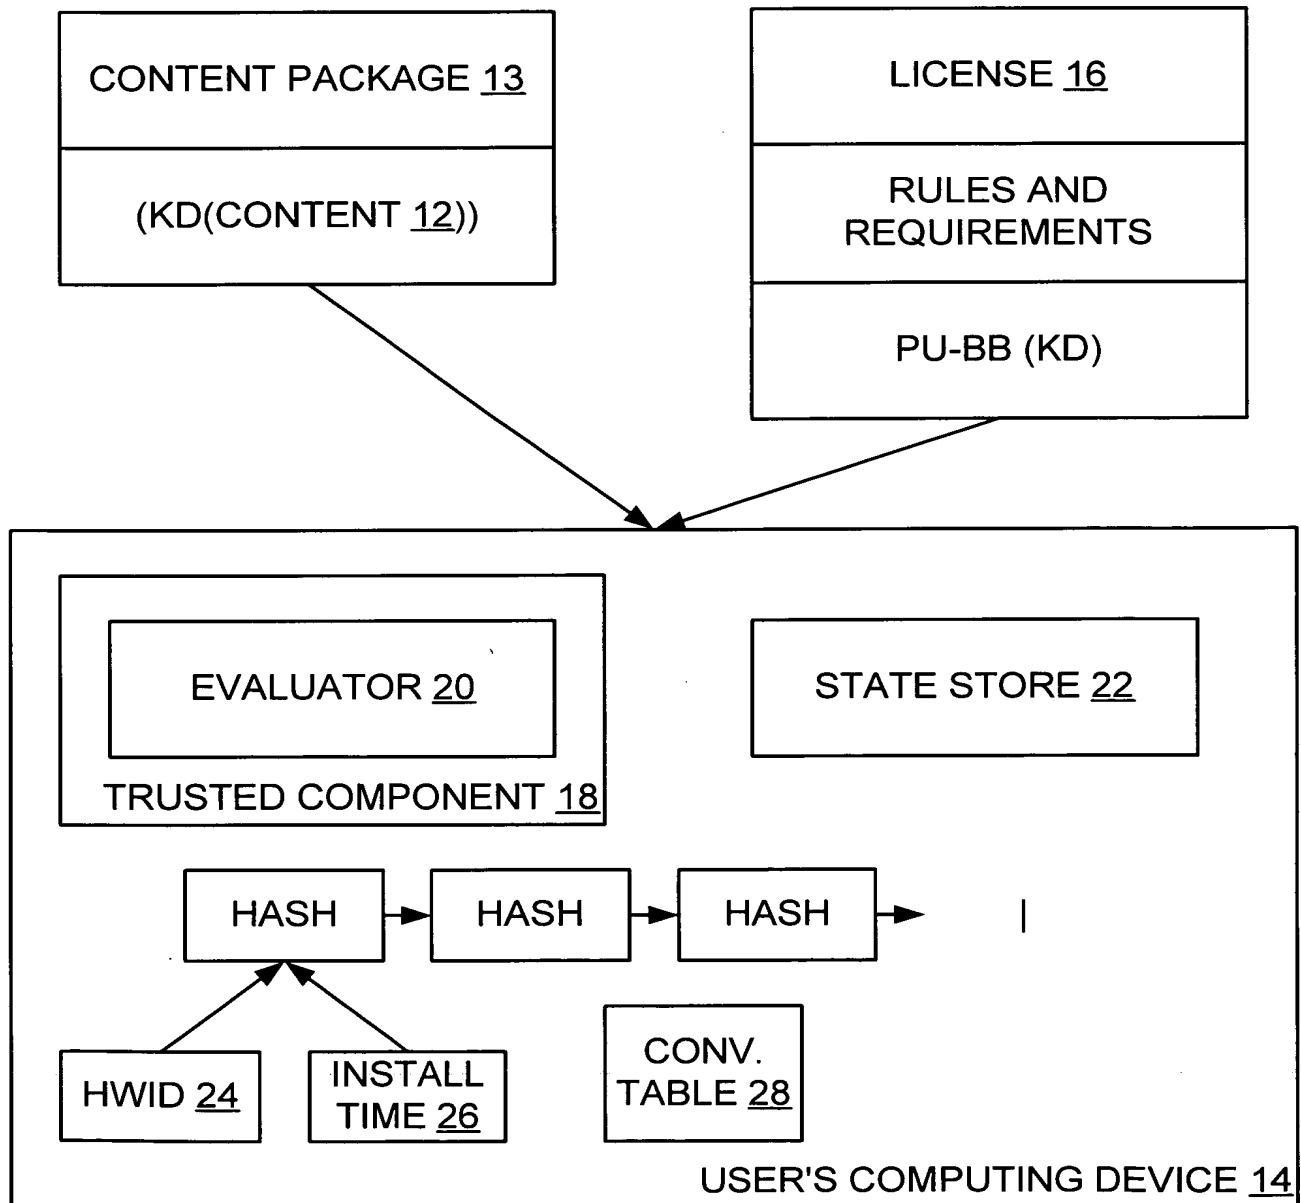 CONTENT PACKAGE 13
(KD(CONTENT 12))
LICENSE 16
RULES AND
REQUIREMENTS
PU-BB (KD)
EVALUATOR 20
TRUSTED COMPONENT 18
STATE STORE 22
HASH
HASH
HASH
HWID 24
INSTALL
TIME 26
CONV.
TABLE 28
USER'S COMPUTING DEVICE 14